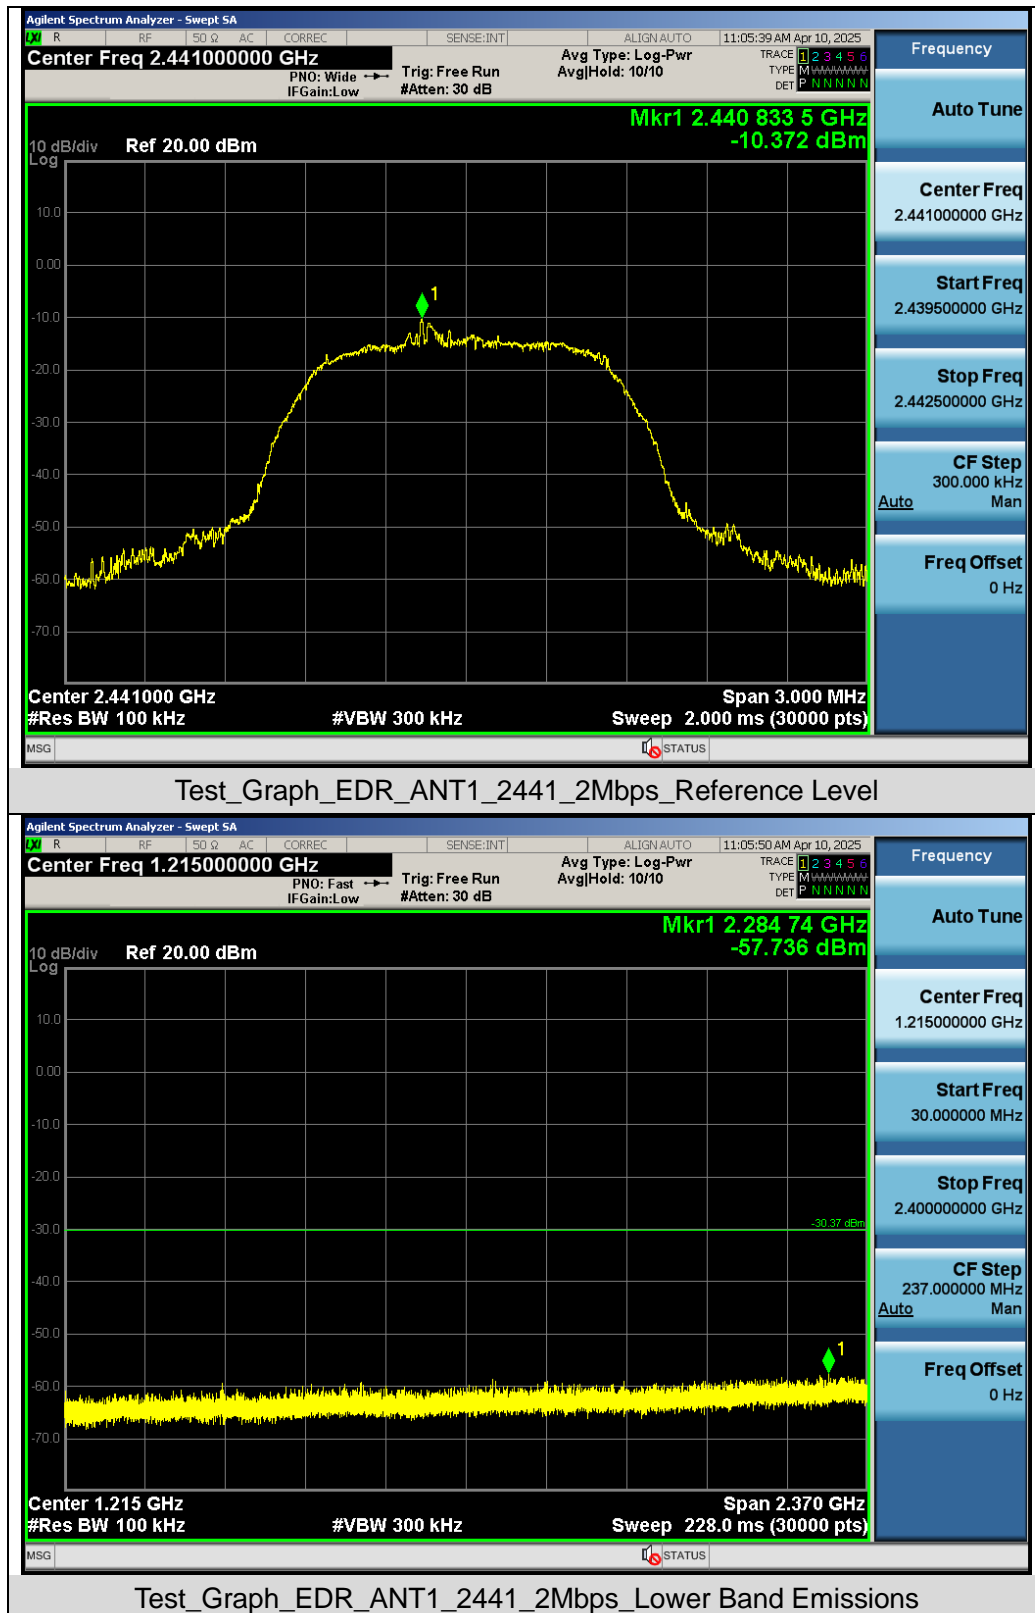 Agilent Spectrum Analyzer - Swept SA
LXI R RF 50 Ω AC CORREC SENSE:INT ALIGN AUTO 11:05:39 AM Apr 10, 2025
Center Freq 2.441000000 GHz
PNO: Wide
IFGain:Low
Trig: Free Run
#Atten: 30 dB
Avg Type: Log-Pwr
Avg|Hold: 10/10
TRACE 1 2 3 4 5 6
TYPE M
DET P N N N N N
Mkr1 2.440 833 5 GHz
-10.372 dBm
10 dB/div Ref 20.00 dBm
Log
10.0
0.00
-10.0
-20.0
-30.0
-40.0
-50.0
-60.0
-70.0
1
Center 2.441000 GHz Span 3.000 MHz
#Res BW 100 kHz #VBW 300 kHz Sweep 2.000 ms (30000 pts)
MSG STATUS
Frequency
Auto Tune
Center Freq
2.441000000 GHz
Start Freq
2.439500000 GHz
Stop Freq
2.442500000 GHz
CF Step
300.000 kHz
Auto Man
Freq Offset
0 Hz
Test_Graph_EDR_ANT1_2441_2Mbps_Reference Level
Agilent Spectrum Analyzer - Swept SA
LXI R RF 50 Ω AC CORREC SENSE:INT ALIGN AUTO 11:05:50 AM Apr 10, 2025
Center Freq 1.215000000 GHz
PNO: Fast
IFGain:Low
Trig: Free Run
#Atten: 30 dB
Avg Type: Log-Pwr
Avg|Hold: 10/10
TRACE 1 2 3 4 5 6
TYPE M
DET P N N N N N
Mkr1 2.284 74 GHz
-57.736 dBm
10 dB/div Ref 20.00 dBm
Log
10.0
0.00
-10.0
-20.0
-30.0
-40.0
-50.0
-60.0
-70.0
-30.37 dBm
1
Center 1.215 GHz Span 2.370 GHz
#Res BW 100 kHz #VBW 300 kHz Sweep 228.0 ms (30000 pts)
MSG STATUS
Frequency
Auto Tune
Center Freq
1.215000000 GHz
Start Freq
30.000000 MHz
Stop Freq
2.400000000 GHz
CF Step
237.000000 MHz
Auto Man
Freq Offset
0 Hz
Test_Graph_EDR_ANT1_2441_2Mbps_Lower Band Emissions